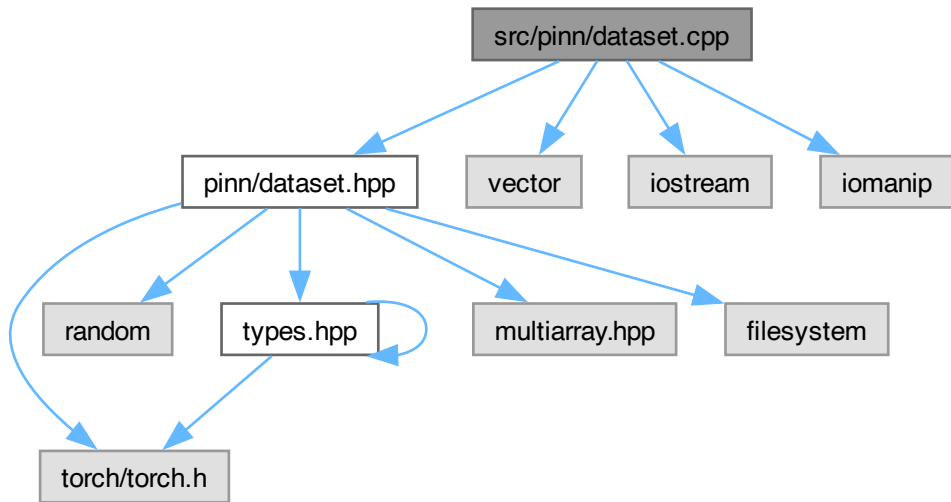 src/pinn/dataset.cpp
pinn/dataset.hpp
vector
iostream
iomanip
random
types.hpp
multiarray.hpp
filesystem
torch/torch.h